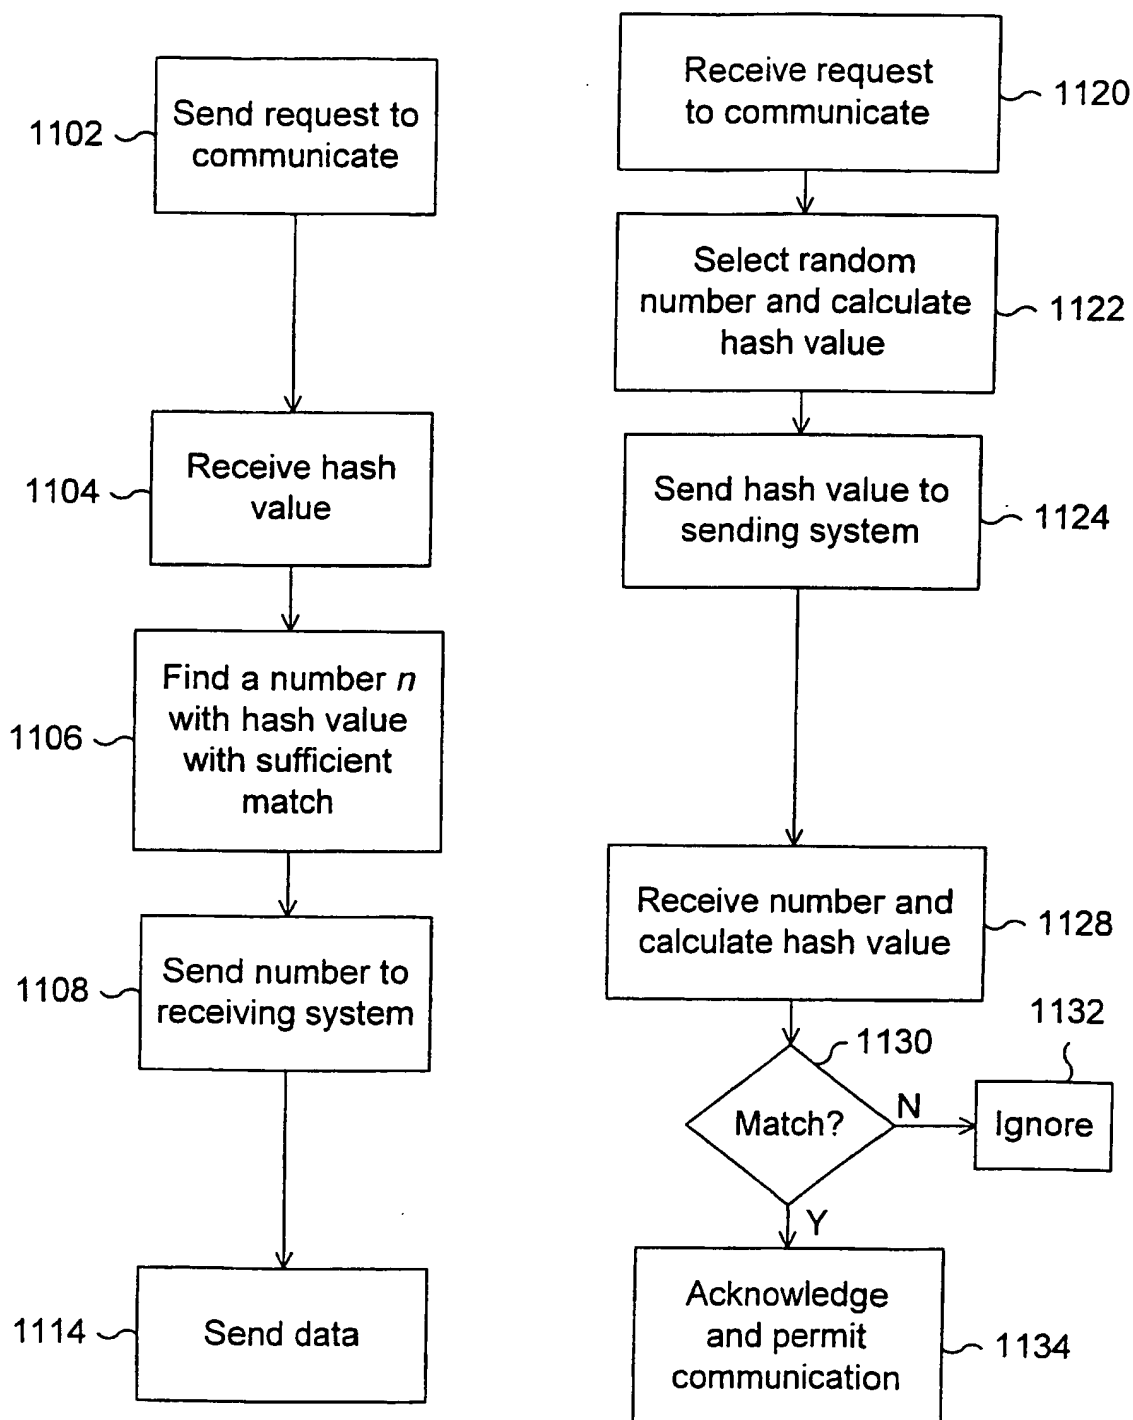 1102
Send request to
communicate
1104
Receive hash
value
1106
Find a number n
with hash value
with sufficient
match
1108
Send number to
receiving system
1114
Send data
Receive request
to communicate
1120
Select random
number and calculate
hash value
1122
Send hash value to
sending system
1124
Receive number and
calculate hash value
1128
1130
Match?
N
1132
Ignore
Y
Acknowledge
and permit
communication
1134